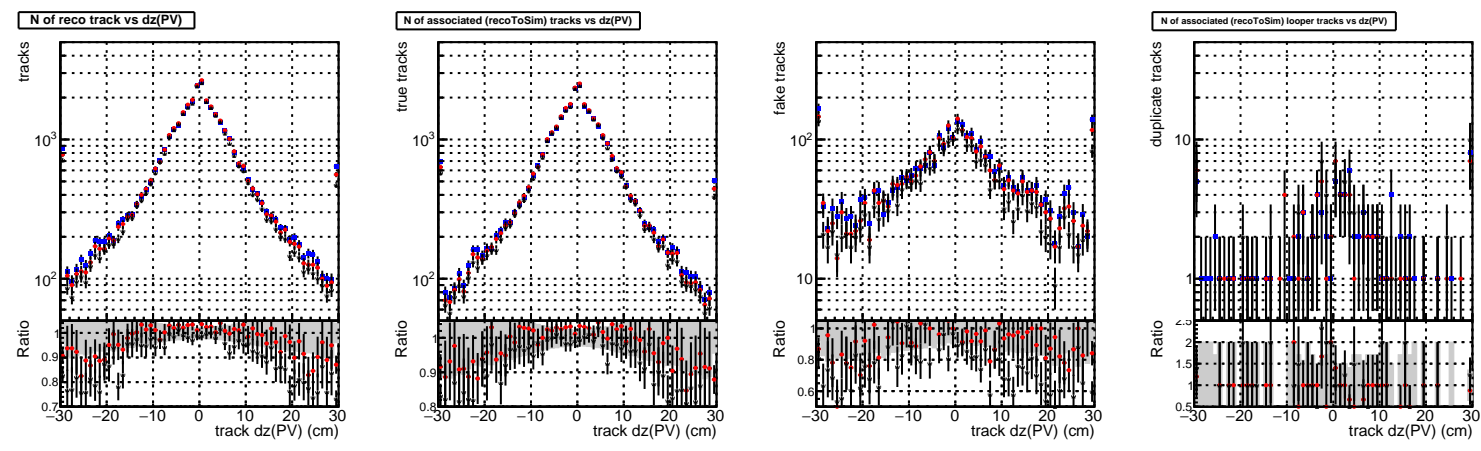 N of reco track vs dz(PV)
tracks
10³
10²
Ratio
1
0.9
0.8
0.7
−30 −20 −10 0 10 20 30
track dz(PV) (cm)
N of associated (recoToSim) tracks vs dz(PV)
true tracks
10³
10²
Ratio
1
0.9
0.8
−30 −20 −10 0 10 20 30
track dz(PV) (cm)
fake tracks
10²
10
Ratio
1
0.8
0.6
−30 −20 −10 0 10 20 30
track dz(PV) (cm)
N of associated (recoToSim) looper tracks vs dz(PV)
duplicate tracks
10
1
Ratio
2.5
2
1.5
1
0.5
−30 −20 −10 0 10 20 30
track dz(PV) (cm)